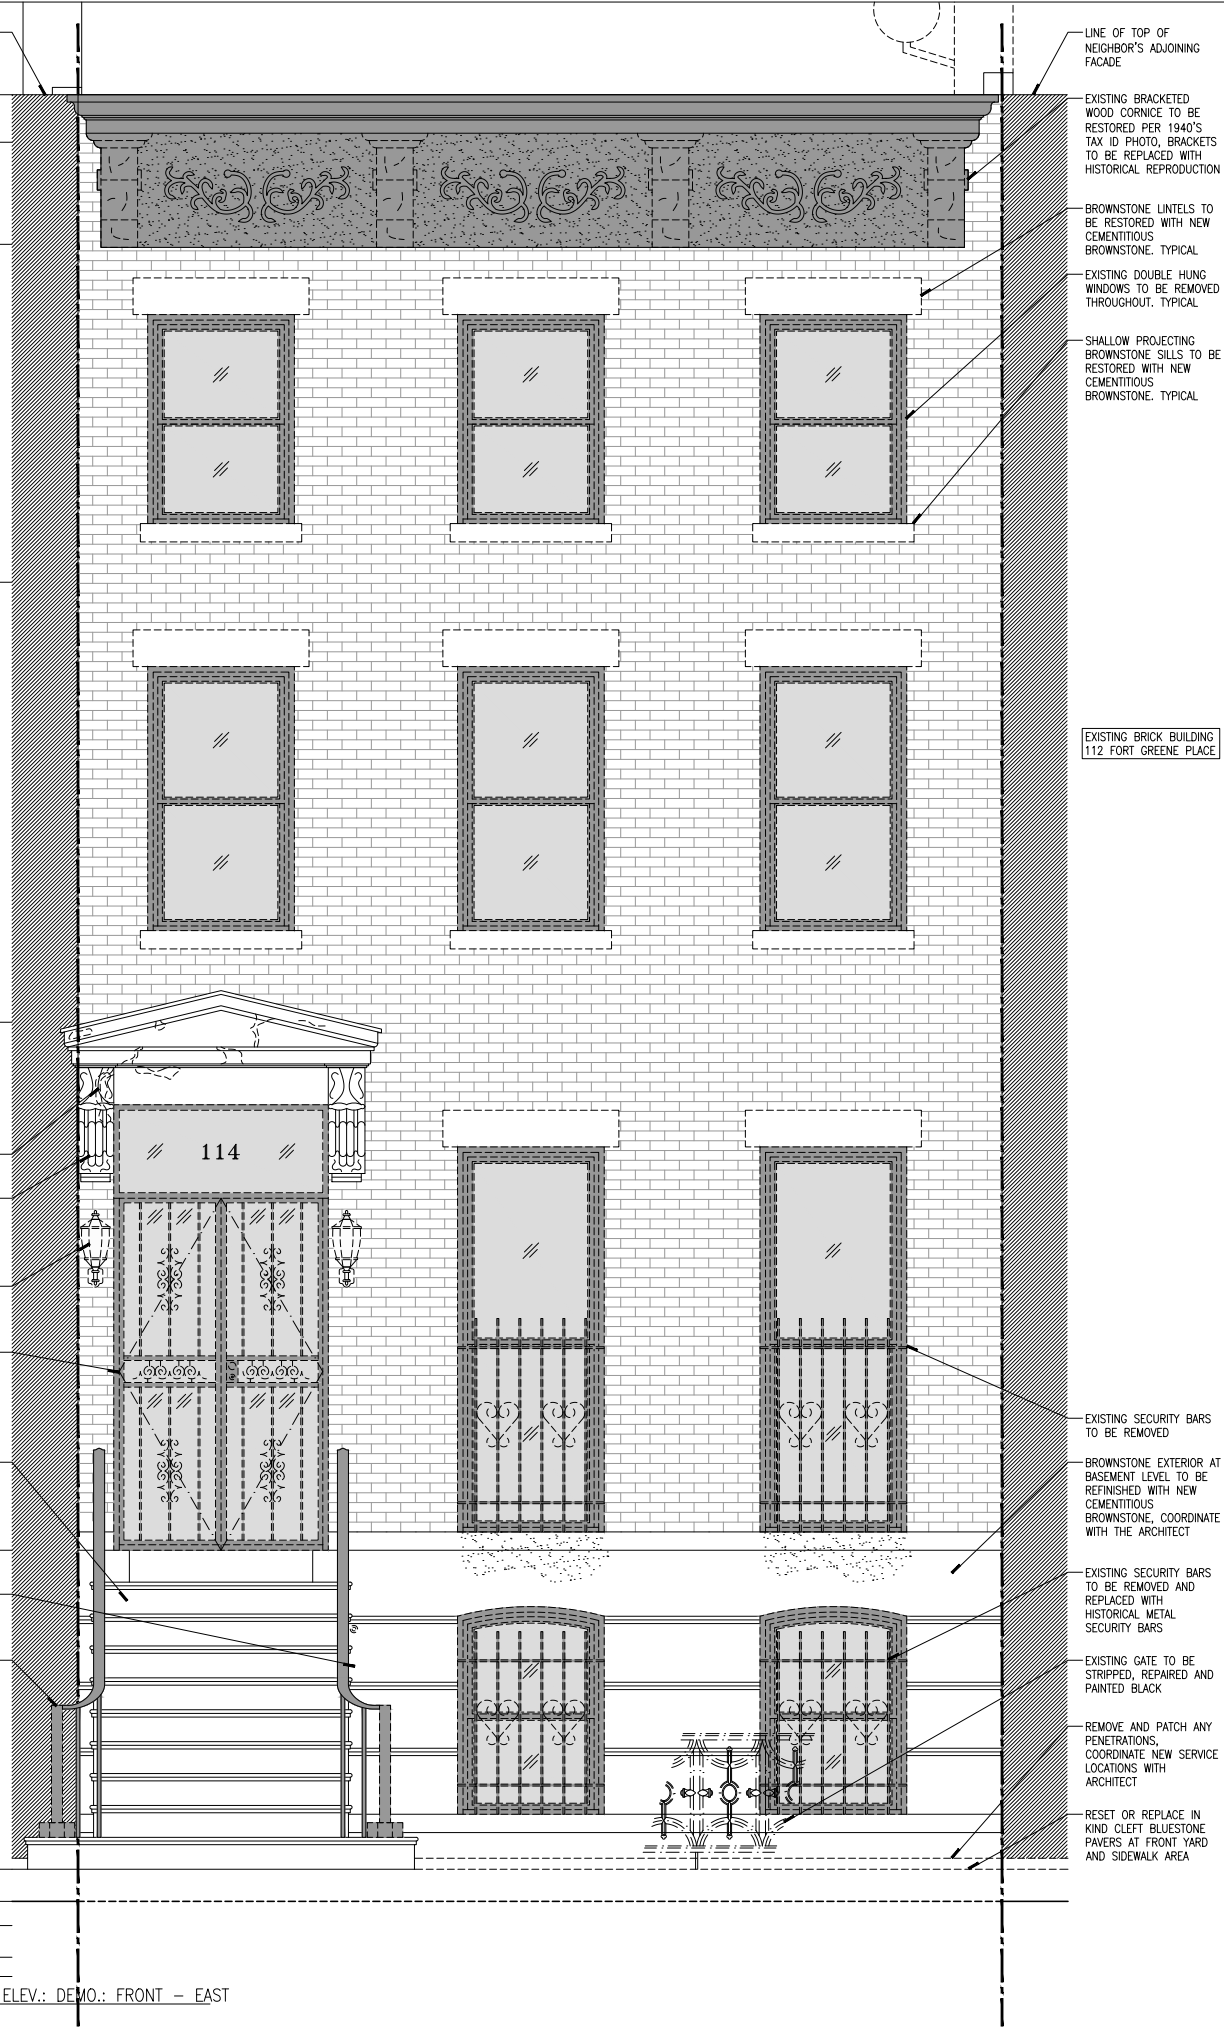 LINE OF TOP OF
NEIGHBOR'S ADJOINING
FACADE
EXISTING BRACKETED
WOOD CORNICE TO BE
RESTORED PER 1940'S
TAX ID PHOTO, BRACKETS
TO BE REPLACED WITH
HISTORICAL REPRODUCTION
BROWNSTONE LINTELS TO
BE RESTORED WITH NEW
CEMENTITIOUS
BROWNSTONE. TYPICAL
EXISTING DOUBLE HUNG
WINDOWS TO BE REMOVED
THROUGHOUT. TYPICAL
SHALLOW PROJECTING
BROWNSTONE SILLS TO BE
RESTORED WITH NEW
CEMENTITIOUS
BROWNSTONE. TYPICAL
EXISTING BRICK BUILDING
112 FORT GREENE PLACE
114
EXISTING SECURITY BARS
TO BE REMOVED
BROWNSTONE EXTERIOR AT
BASEMENT LEVEL TO BE
REFINISHED WITH NEW
CEMENTITIOUS
BROWNSTONE, COORDINATE
WITH THE ARCHITECT
EXISTING SECURITY BARS
TO BE REMOVED AND
REPLACED WITH
HISTORICAL METAL
SECURITY BARS
EXISTING GATE TO BE
STRIPPED, REPAIRED AND
PAINTED BLACK
REMOVE AND PATCH ANY
PENETRATIONS,
COORDINATE NEW SERVICE
LOCATIONS WITH
ARCHITECT
RESET OR REPLACE IN
KIND CLEFT BLUESTONE
PAVERS AT FRONT YARD
AND SIDEWALK AREA
ELEV.: DEMO.: FRONT – EAST